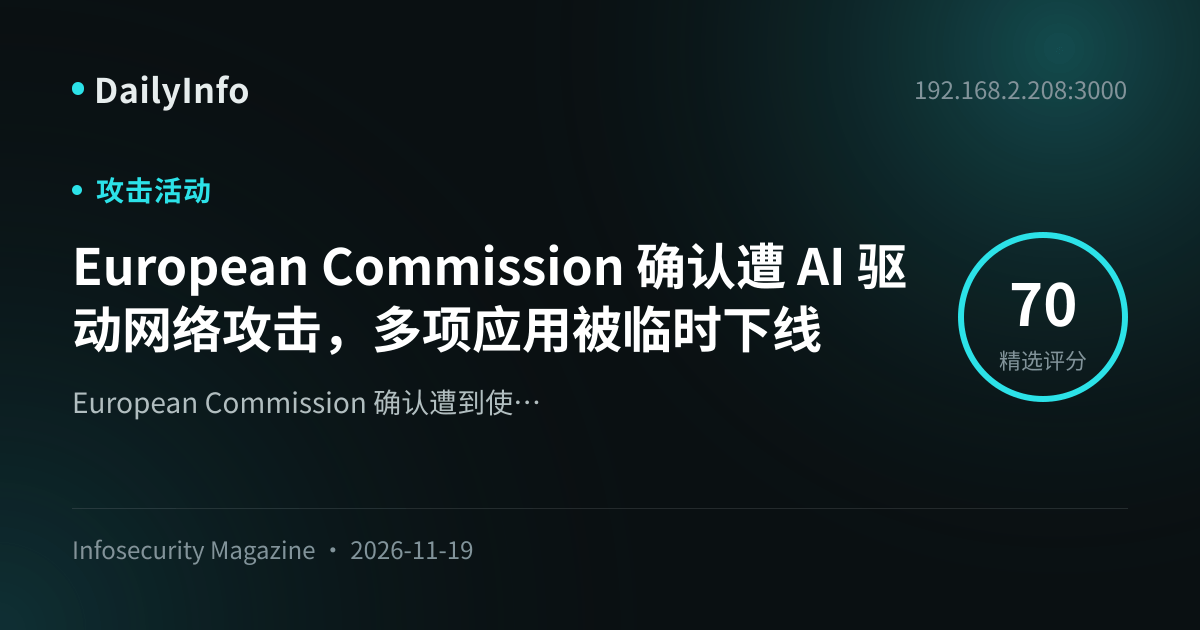 DailyInfo
192.168.2.208:3000
攻击活动
European Commission 确认遭 AI 驱
动网络攻击，多项应用被临时下线
70
精选评分
European Commission 确认遭到使…
Infosecurity Magazine · 2026-11-19